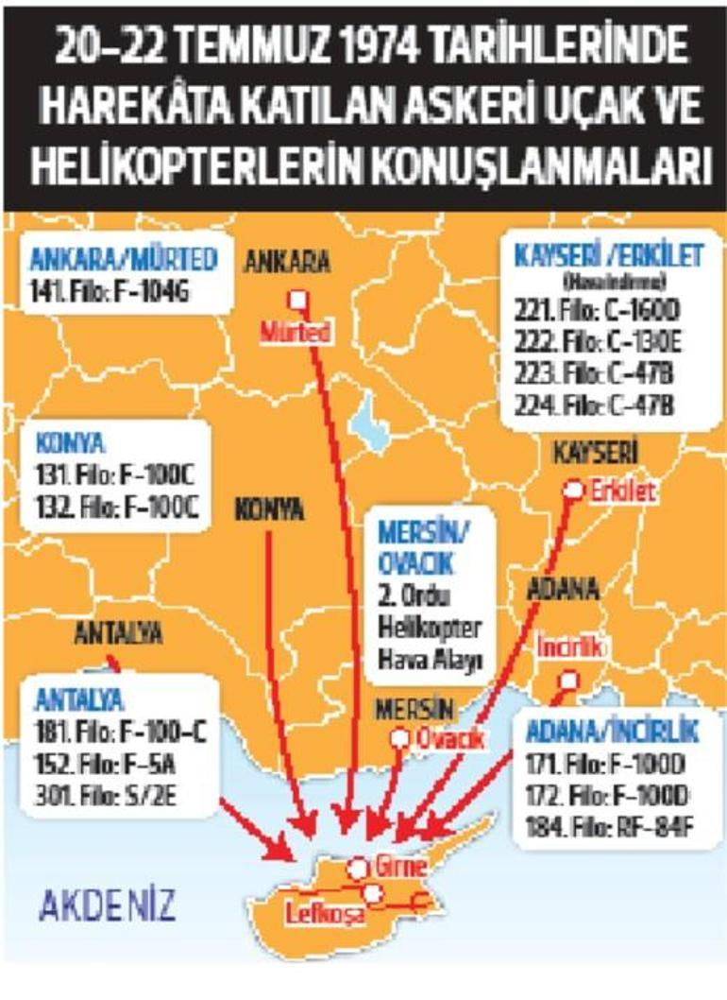 20-22 TEMMUZ 1974 TARİHLERİNDE
HAREKÂTA KATILAN ASKERİ UÇAK VE
HELİKOPTERLERİN KONUŞLANMALARI
ANKARA/MÜRTED
141. Filo: F-104G
ANKARA
Mürted
KAYSERİ /ERKİLET
(Hava indirme)
221. Filo: C-160D
222. Filo: C-130E
223. Filo: C-47B
224. Filo: C-47B
KAYSERİ
Erkilet
KONYA
131. Filo: F-100C
132. Filo: F-100C
KONYA
MERSİN/
OVACIK
2. Ordu
Helikopter
Hava Alayı
ADANA
İncirlik
ANTALYA
ANTALYA
181. Filo: F-100-C
152. Filo: F-5A
301. Filo: S/2E
MERSİN
Ovacık
ADANA/İNCİRLİK
171. Filo: F-100D
172. Filo: F-100D
184. Filo: RF-84F
Girne
Lefkoşa
AKDENİZ